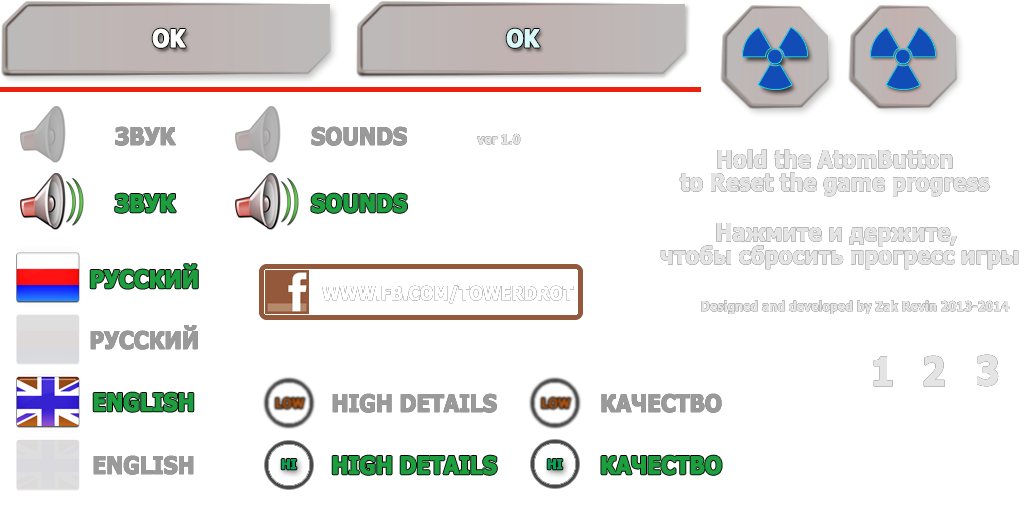 OK
OK
ЗВУК
SOUNDS
ver 1.0
Hold the AtomButton
to Reset the game progress
ЗВУК
SOUNDS
Нажмите и держите,
чтобы сбросить прогресс игры
РУССКИЙ
f WWW.FB.COM/TOWERDROT
Designed and developed by Zak Revin 2013-2014
РУССКИЙ
1 2 3
ENGLISH
LOW HIGH DETAILS
LOW КАЧЕСТВО
ENGLISH
HI HIGH DETAILS
HI КАЧЕСТВО